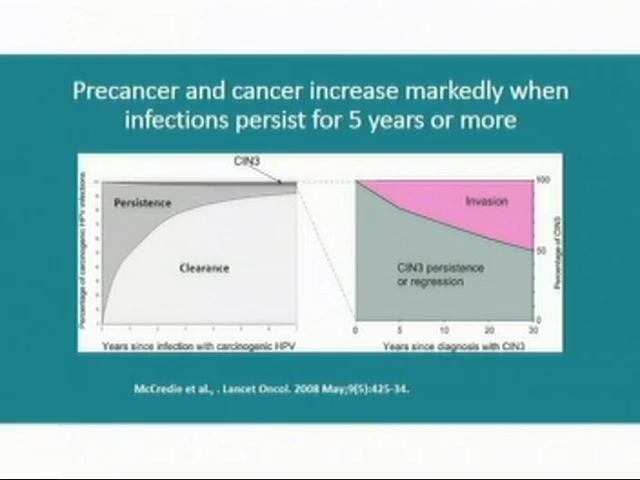 Precancer and cancer increase markedly when
infections persist for 5 years or more
CIN3
Percentage of carcinogenic HPV infections
Persistence
Clearance
Years since infection with carcinogenic HPV
100
50
0
Percentage of CIN3
Invasion
CIN3 persistence
or regression
0
5
10
20
30
Years since diagnosis with CIN3
McCredie et al., . Lancet Oncol. 2008 May;9(5):425-34.